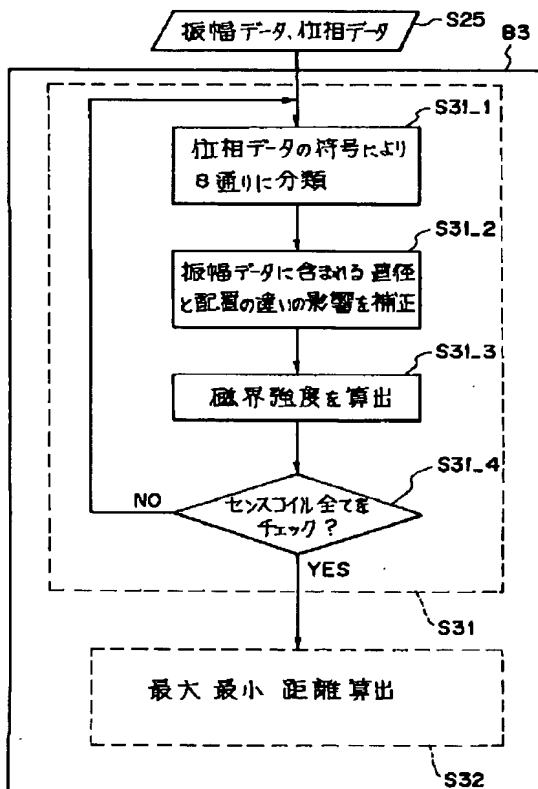 振幅データ、位相データ
S25
B3
S31_1
位相データの符号により
8通りに分類
S31_2
振幅データに含まれる直径
と配置の違いの影響を補正
S31_3
磁界強度を算出
S31_4
センスコイル全てを
チェック？
NO
YES
S31
最大 最小 距離算出
S32